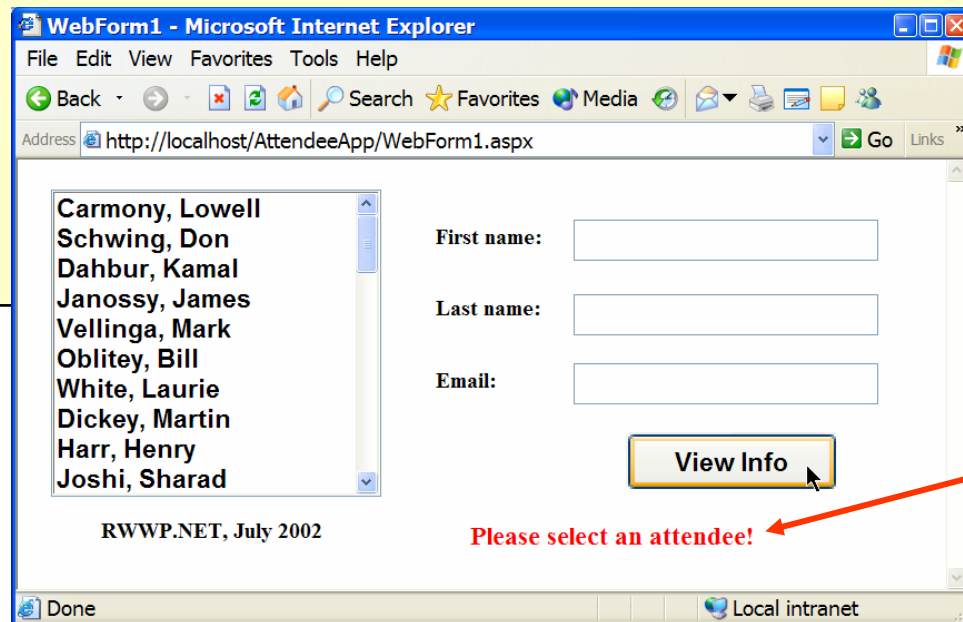 WebForm1 - Microsoft Internet Explorer
File Edit View Favorites Tools Help
Back Search Favorites Media
Address http://localhost/AttendeeApp/WebForm1.aspx Go Links »
Carmony, Lowell
Schwing, Don
Dahbur, Kamal
Janossy, James
Vellinga, Mark
Oblitey, Bill
White, Laurie
Dickey, Martin
Harr, Henry
Joshi, Sharad
RWWP.NET, July 2002
First name:
Last name:
Email:
View Info
Please select an attendee!
Done Local intranet